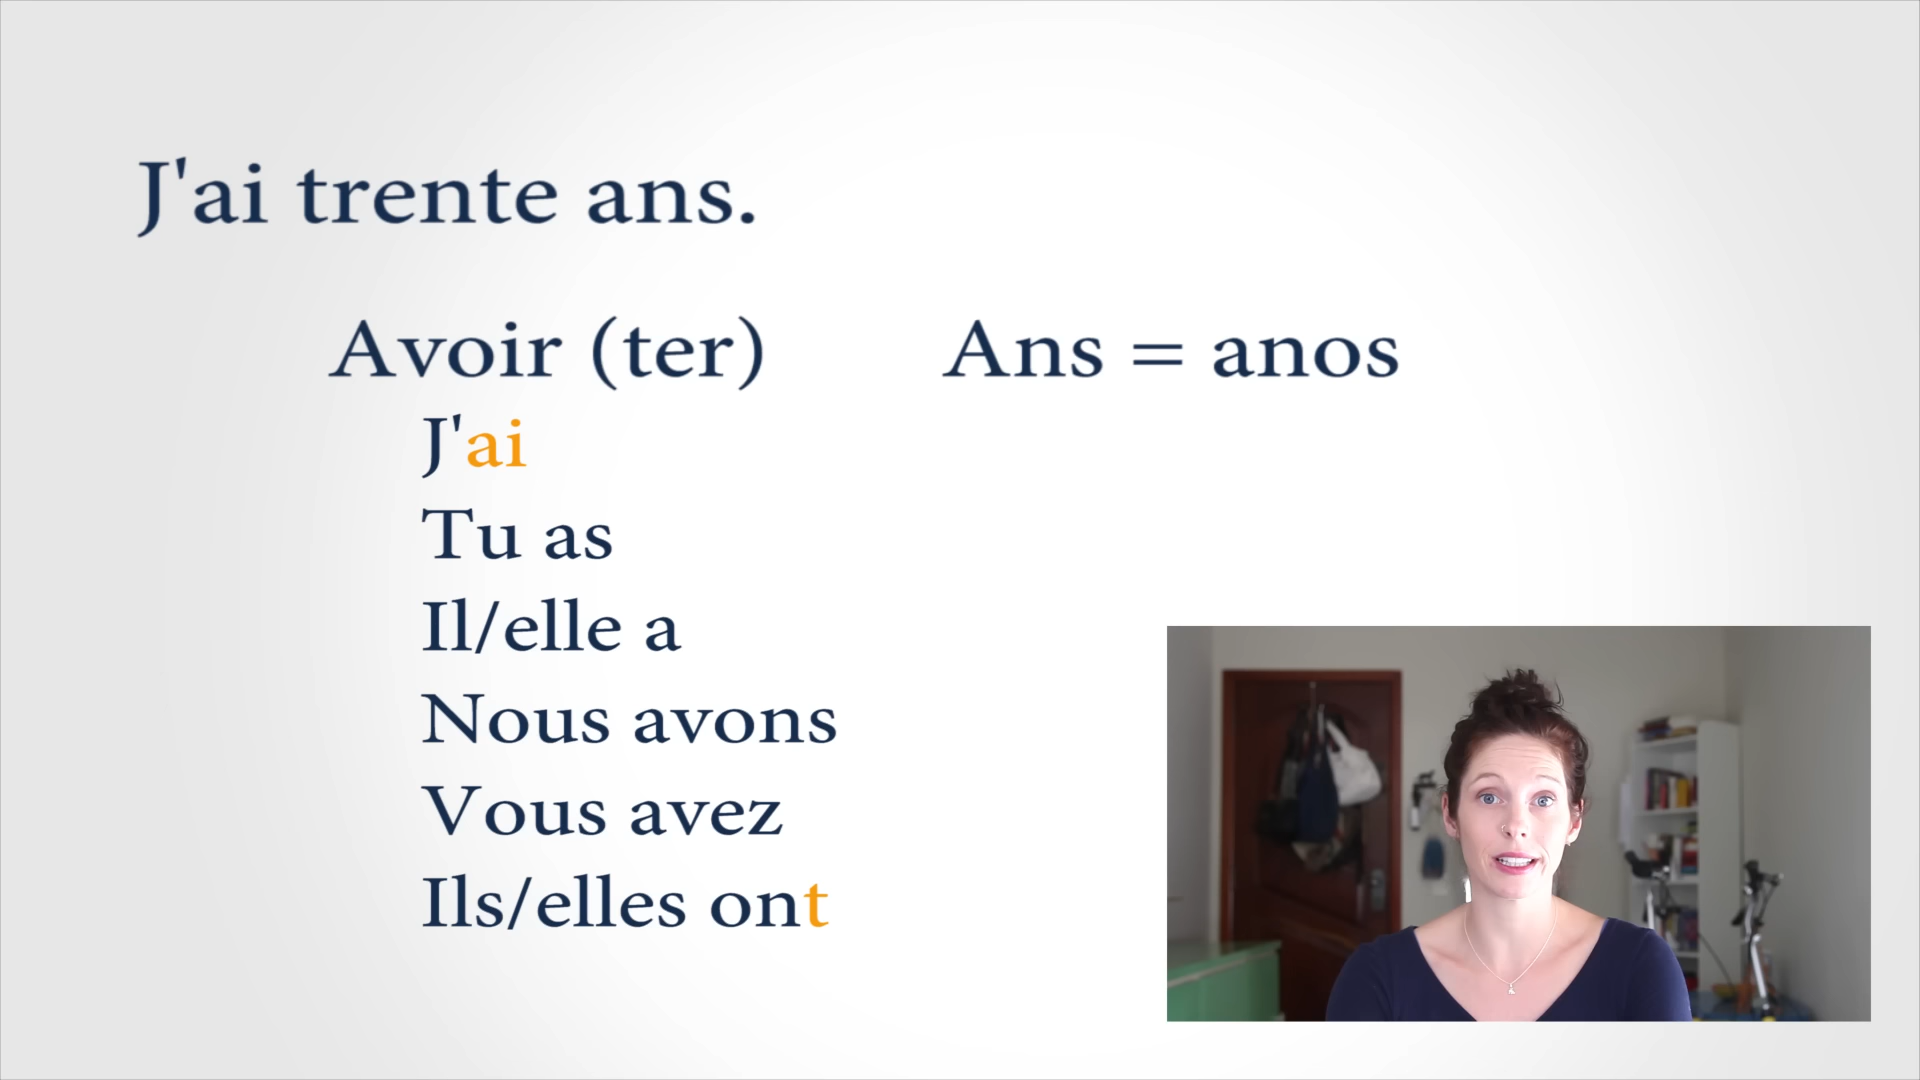 J'ai trente ans.
Avoir (ter)
Ans = anos
J'ai
Tu as
Il/elle a
Nous avons
Vous avez
Ils/elles ont